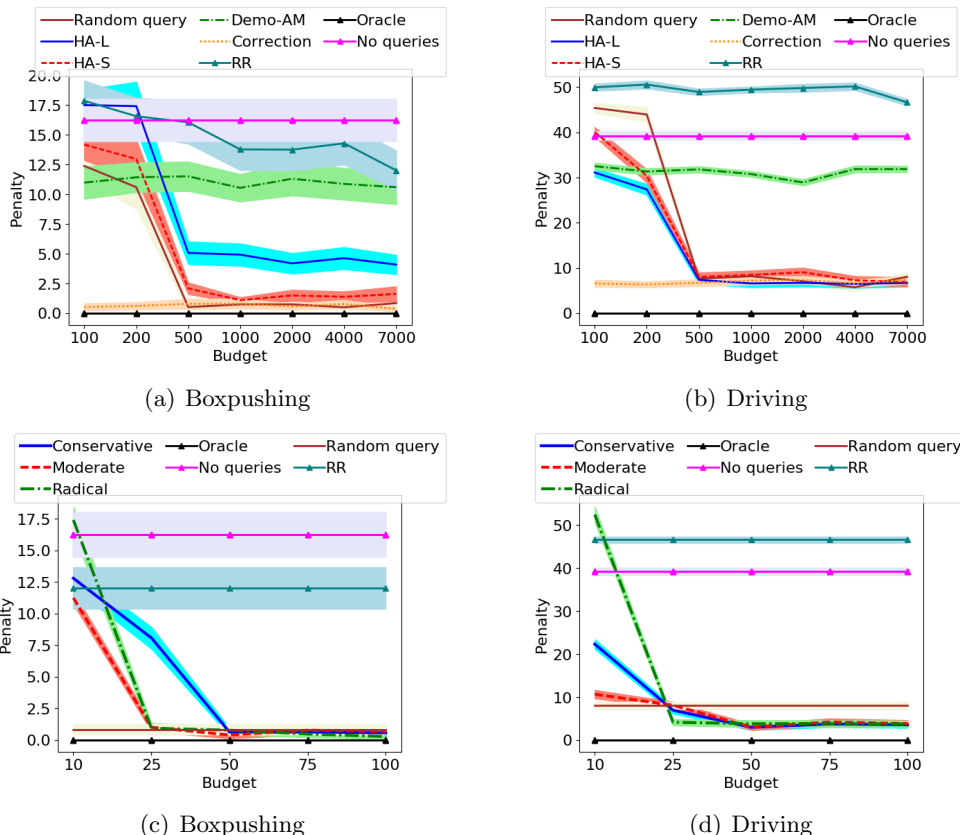 Random query Demo-AM Oracle
HA-L Correction No queries
HA-S RR
20.0
17.5
15.0
12.5
10.0
7.5
5.0
2.5
0.0
Penalty
100 200 500 1000 2000 4000 7000
Budget
(a) Boxpushing
Random query Demo-AM Oracle
HA-L Correction No queries
HA-S RR
50
40
30
20
10
0
Penalty
100 200 500 1000 2000 4000 7000
Budget
(b) Driving
Conservative Oracle Random query
Moderate No queries RR
Radical
17.5
15.0
12.5
10.0
7.5
5.0
2.5
0.0
Penalty
10 25 50 75 100
Budget
(c) Boxpushing
Conservative Oracle Random query
Moderate No queries RR
Radical
50
40
30
20
10
0
Penalty
10 25 50 75 100
Budget
(d) Driving